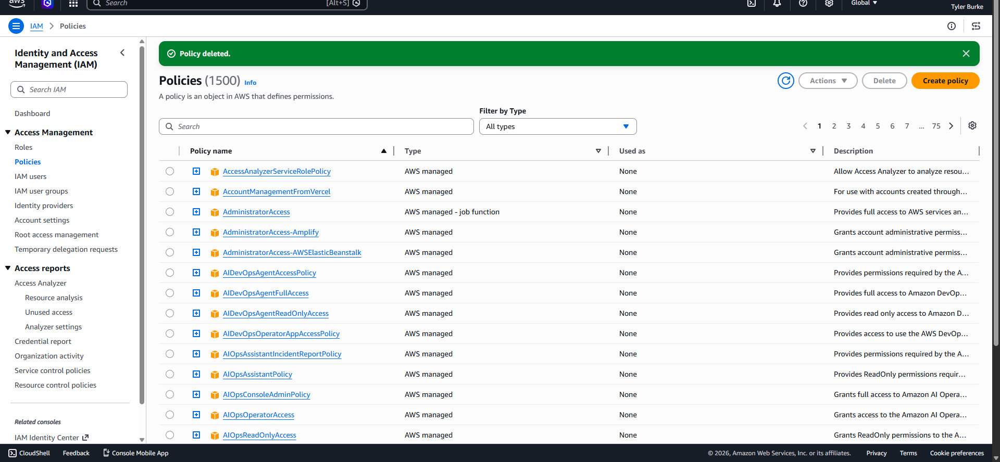 aws
Search
[Alt+S]
Global
Tyler Burke
IAM
Policies
Identity and Access Management (IAM)
Search IAM
Dashboard
Access Management
Roles
Policies
IAM users
IAM user groups
Identity providers
Account settings
Root access management
Temporary delegation requests
Access reports
Access Analyzer
Resource analysis
Unused access
Analyzer settings
Credential report
Organization activity
Service control policies
Resource control policies
Related consoles
IAM Identity Center
Policy deleted.
Policies (1500) Info
A policy is an object in AWS that defines permissions.
Actions
Delete
Create policy
Filter by Type
Search
All types
1 2 3 4 5 6 7 ... 75
Policy name Type Used as Description
AccessAnalyzerServiceRolePolicy AWS managed None Allow Access Analyzer to analyze resou...
AccountManagementFromVercel AWS managed None For use with accounts created through...
AdministratorAccess AWS managed - job function None Provides full access to AWS services an...
AdministratorAccess-Amplify AWS managed None Grants account administrative permiss...
AdministratorAccess-AWSElasticBeanstalk AWS managed None Grants account administrative permiss...
AIDevOpsAgentAccessPolicy AWS managed None Provides permissions required by the A...
AIDevOpsAgentFullAccess AWS managed None Provides full access to Amazon DevOp...
AIDevOpsAgentReadOnlyAccess AWS managed None Provides read only access to Amazon D...
AIDevOpsOperatorAppAccessPolicy AWS managed None Provides access to use the AWS DevOp...
AIOpsAssistantIncidentReportPolicy AWS managed None Provides permissions required by the A...
AIOpsAssistantPolicy AWS managed None Provides ReadOnly permissions requir...
AIOpsConsoleAdminPolicy AWS managed None Grants full access to Amazon AI Opera...
AIOpsOperatorAccess AWS managed None Grants access to the Amazon AI Opera...
AIOpsReadOnlyAccess AWS managed None Grants ReadOnly permissions to the A...
CloudShell
Feedback
Console Mobile App
© 2026, Amazon Web Services, Inc. or its affiliates.
Privacy
Terms
Cookie preferences